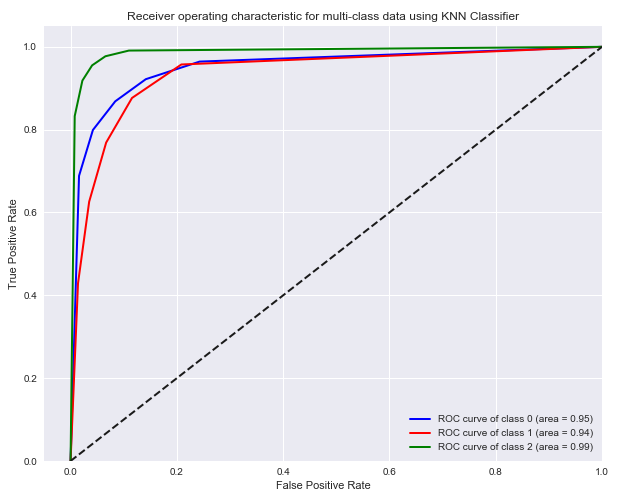 Receiver operating characteristic for multi-class data using KNN Classifier
1.0
0.8
0.6
0.4
0.2
0.0
True Positive Rate
0.0 0.2 0.4 0.6 0.8 1.0
False Positive Rate
ROC curve of class 0 (area = 0.95)
ROC curve of class 1 (area = 0.94)
ROC curve of class 2 (area = 0.99)